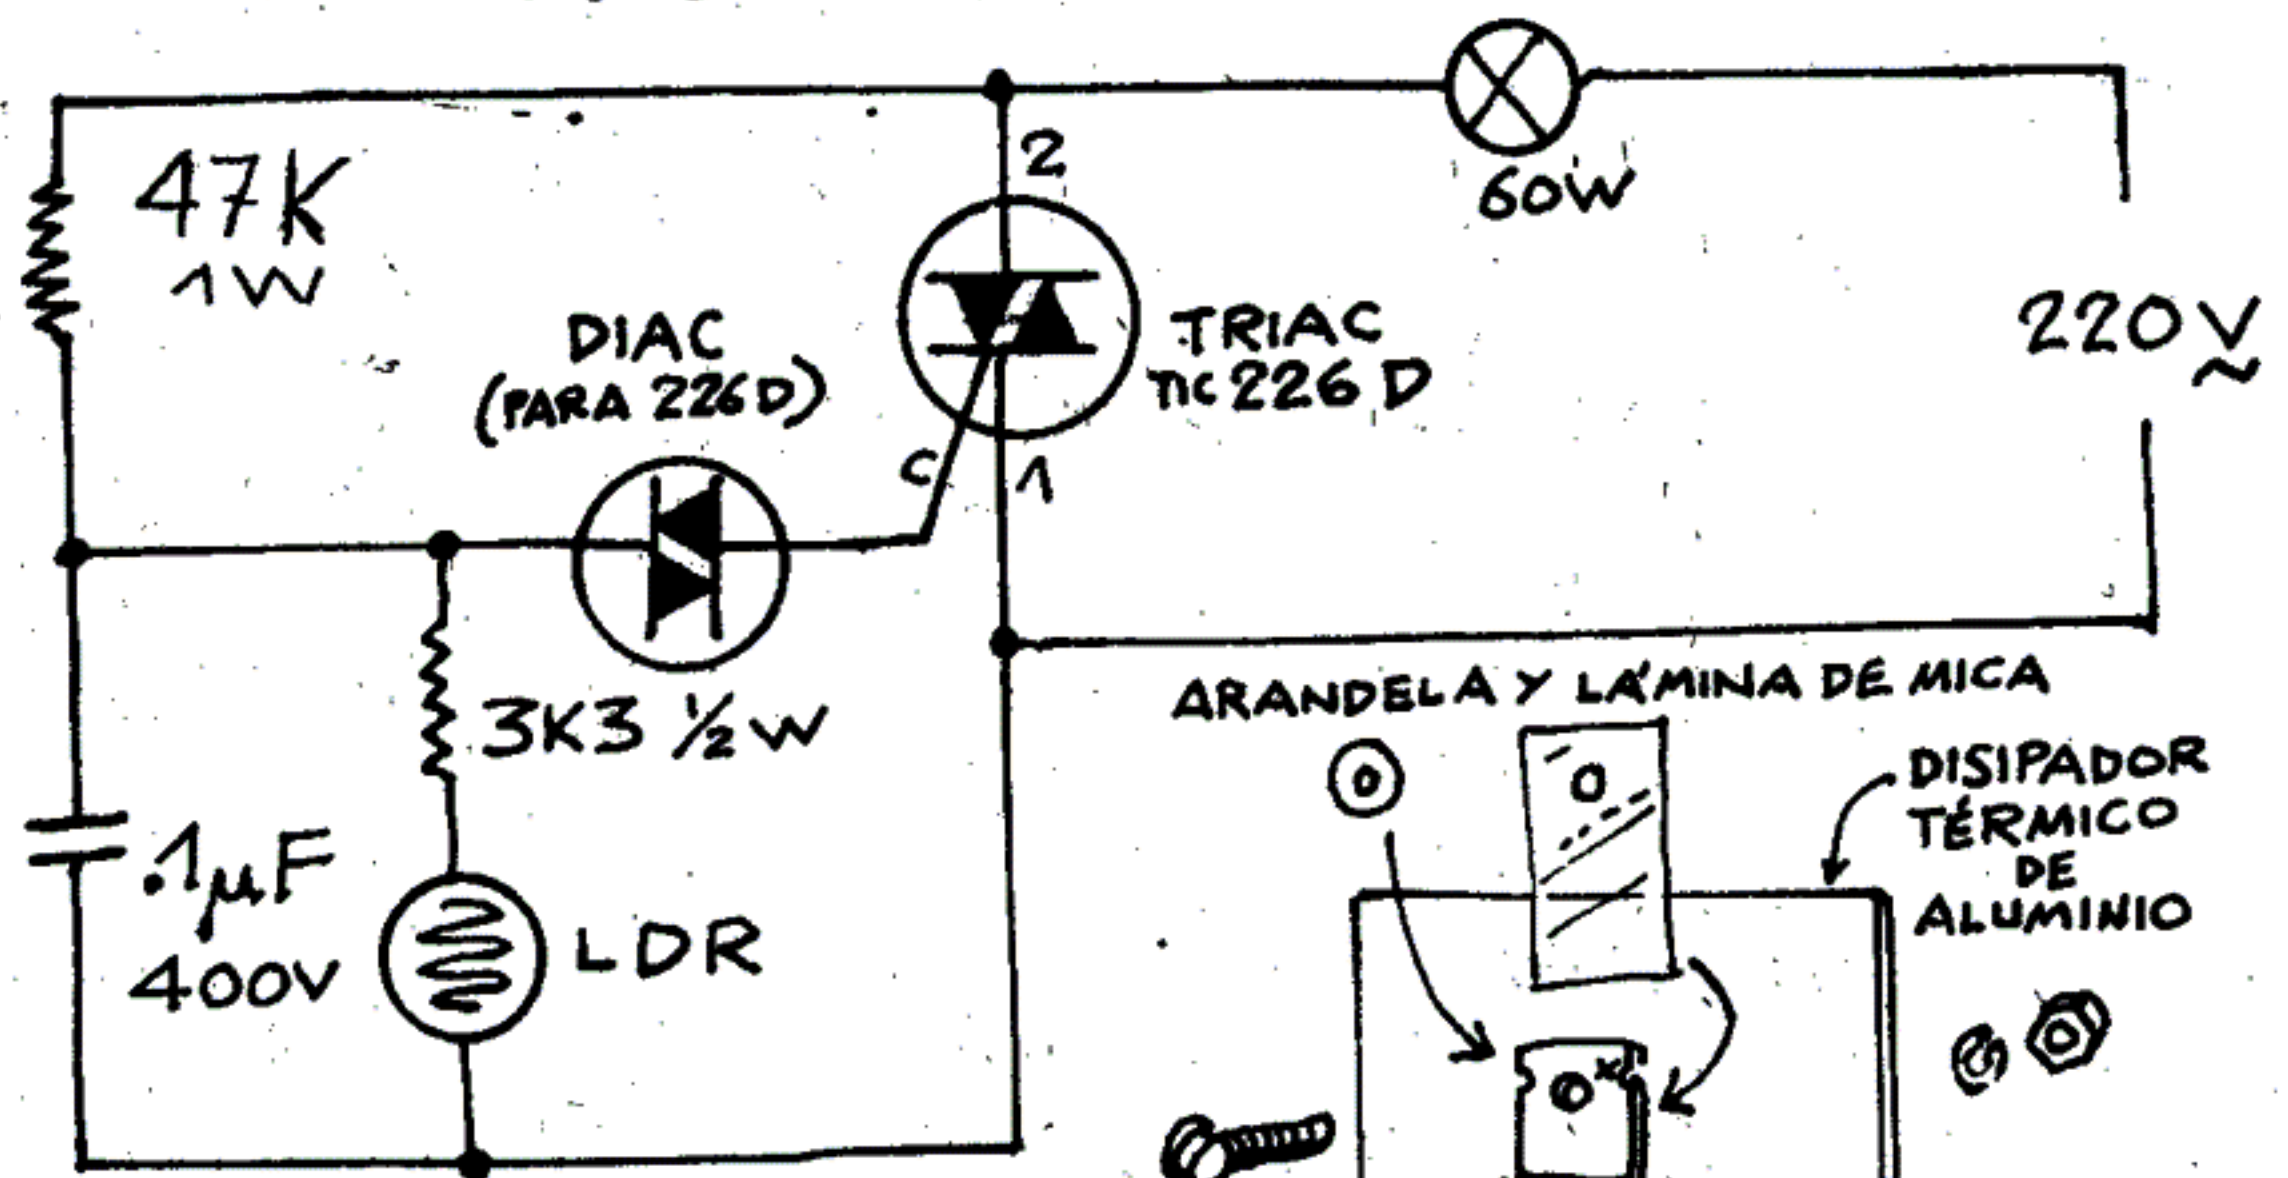 47K
1W
2
60W
DIAC
(PARA 226D)
TRIAC
TIC 226 D
220V
~
C
1
3K3 ½ W
.1µF
400V
LDR
ARANDELA Y LÁMINA DE MICA
DISIPADOR
TÉRMICO
DE
ALUMINIO